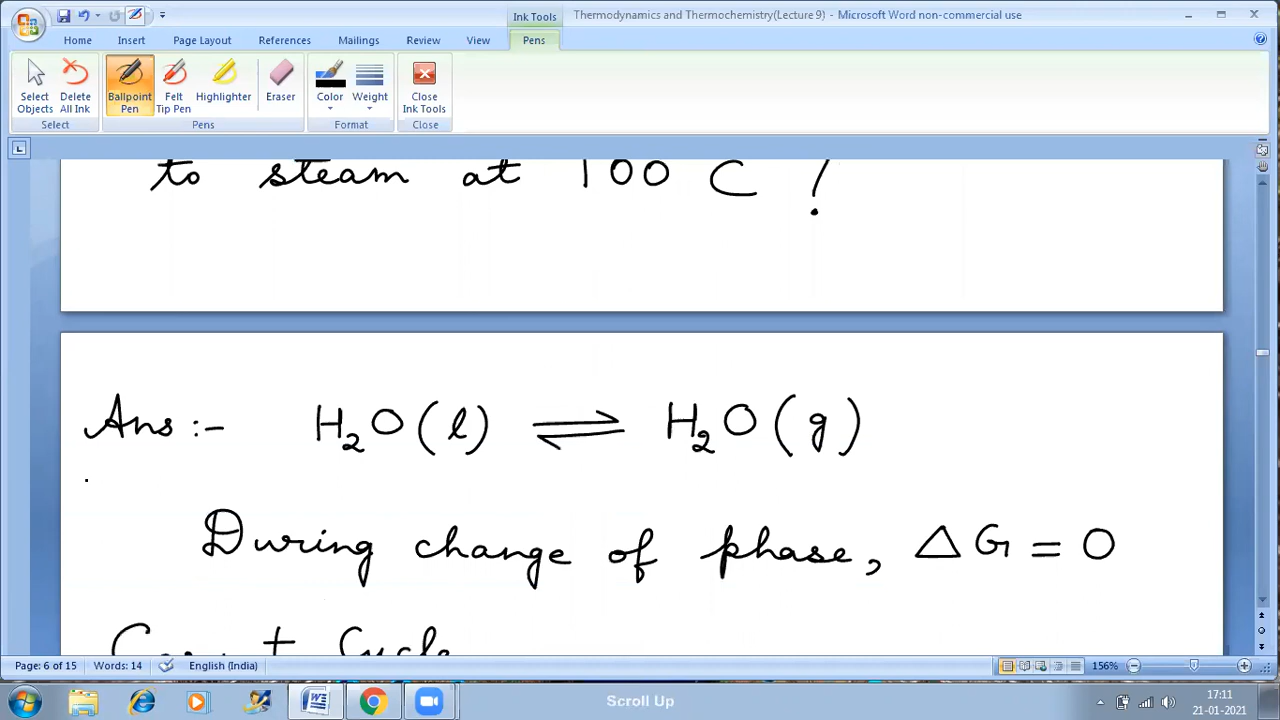 Ink Tools
Thermodynamics and Thermochemistry(Lecture 9) - Microsoft Word non-commercial use
Home Insert Page Layout References Mailings Review View Pens
Select Objects
Delete All Ink
Ballpoint Pen
Felt Tip Pen
Highlighter
Eraser
Color
Weight
Close Ink Tools
Select Pens Format Close
to steam at 100 C ?
Ans :- H₂O(l) ⇌ H₂O(g)
During change of phase, ΔG = 0
Carnot Cycle
Page: 6 of 15 Words: 14 English (India) 156%
Scroll Up
17:11
21-01-2021